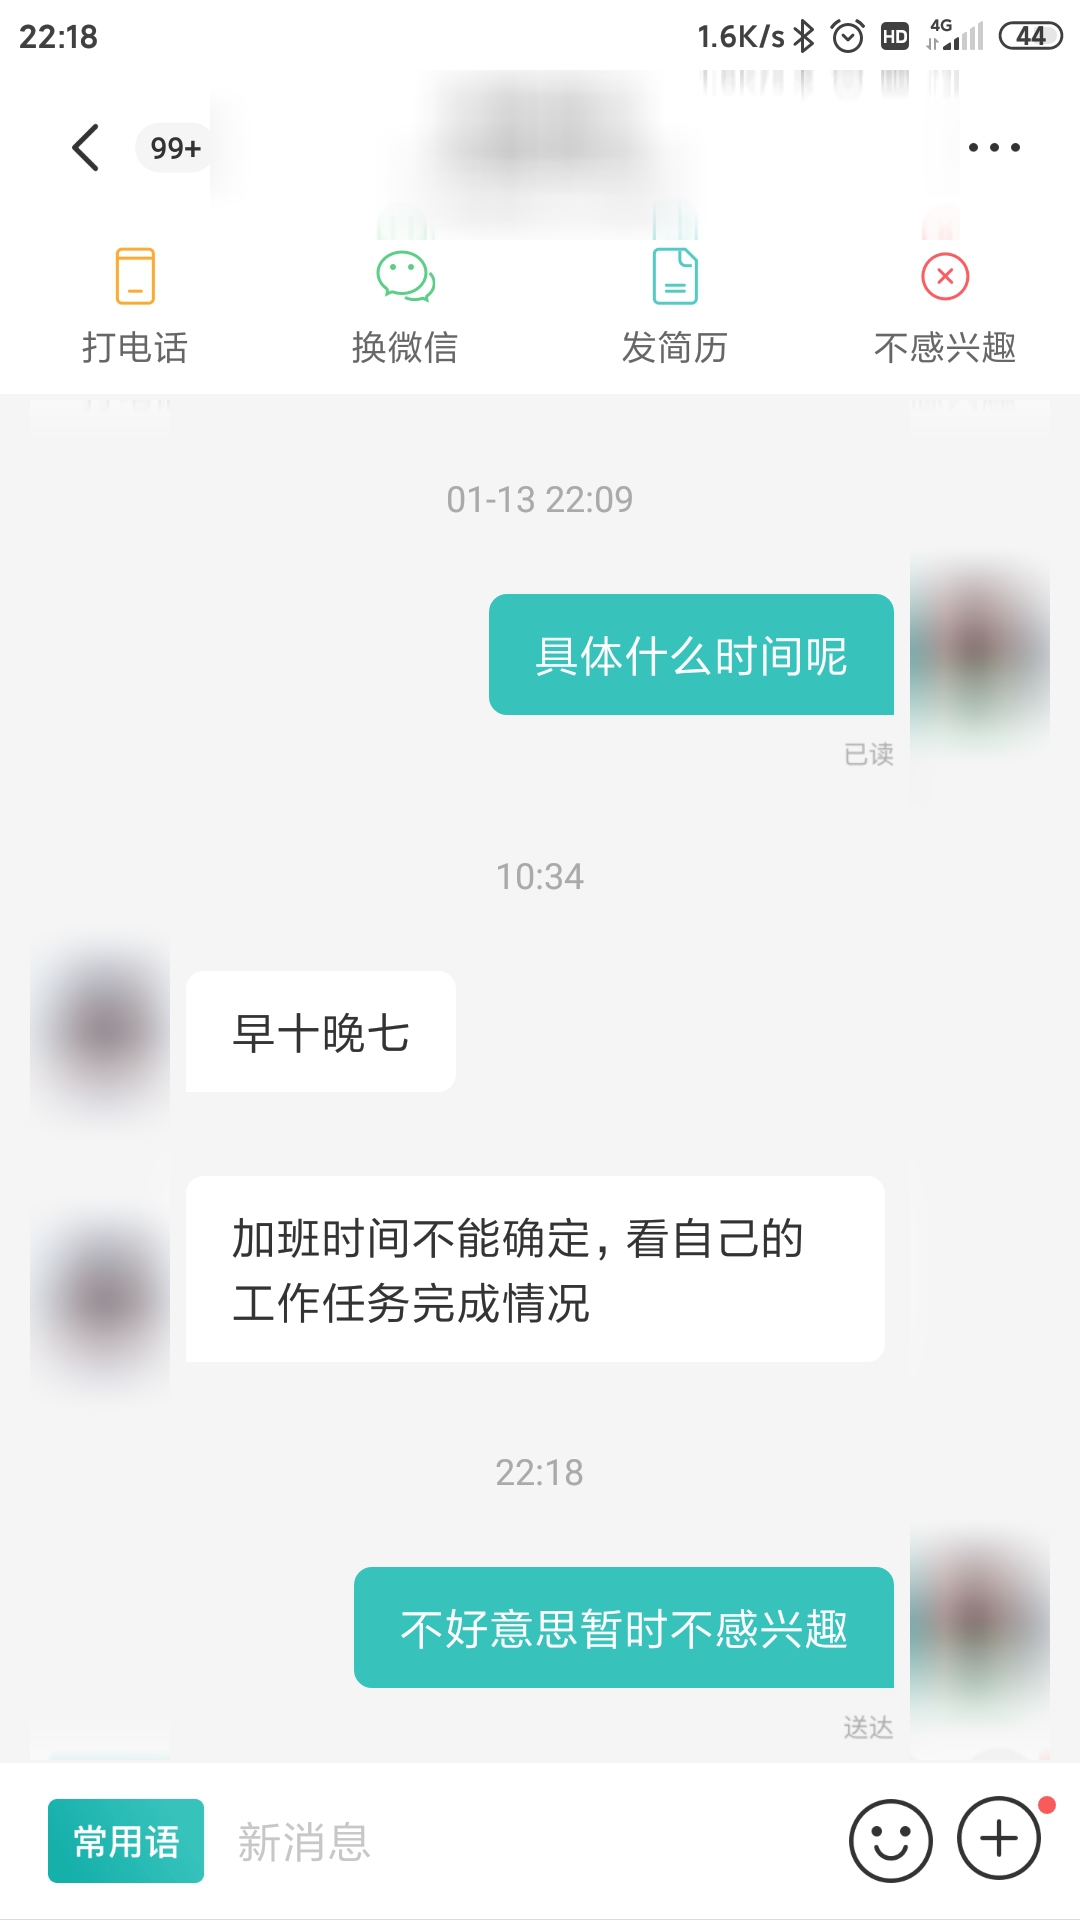 22:18
1.6K/s HD 4G 44
99+
打电话
换微信
发简历
不感兴趣
01-13 22:09
具体什么时间呢
已读
10:34
早十晚七
加班时间不能确定，看自己的
工作任务完成情况
22:18
不好意思暂时不感兴趣
送达
常用语
新消息